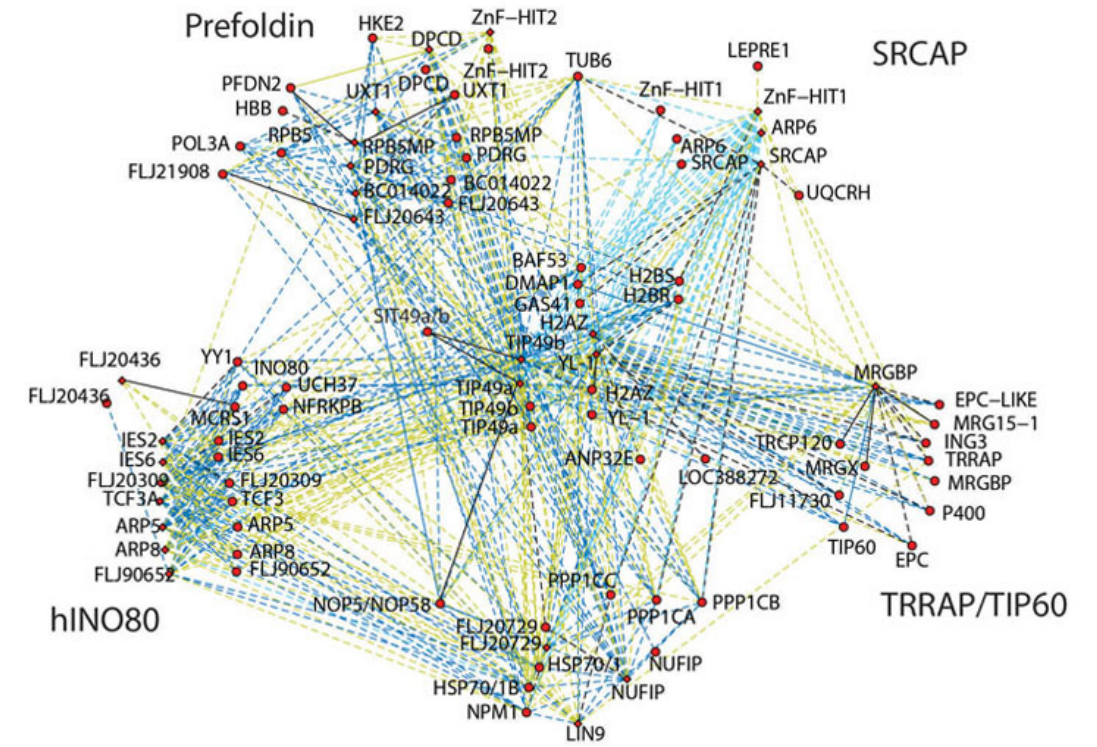 Prefoldin
HKE2
DPCD
ZnF−HIT2
SRCAP
LEPRE1
TUB6
PFDN2
UXT1
DPCD
ZnF−HIT2
UXT1
ZnF−HIT1
ZnF−HIT1
HBB
ARP6
POL3A
RPB5
RPB5MP
RPB5MP
ARP6
PDRG
SRCAP
SRCAP
FLJ21908
PDRG
BC014022
BC014022
UQCRH
FLJ20643
FLJ20643
BAF53
DMAP1
H2BS
GAS41
H2BR
SIT49a/b
H2AZ
TIP49b
FLJ20436
YY1
INO80
YL-1
MRGBP
FLJ20436
UCH37
TIP49a
H2AZ
EPC−LIKE
MCRS1
NFRKPB
TIP49b
YL−1
MRG15−1
TIP49a
IES2
IES2
TRCP120
ING3
IES6
IES6
ANP32E
MRGX
TRRAP
FLJ20309
FLJ20309
LOC388272
MRGBP
TCF3A
TCF3
FLJ11730
P400
ARP5
ARP5
TIP60
ARP8
ARP8
EPC
FLJ90652
FLJ90652
PPP1CC
hINO80
NOP5/NOP58
PPP1CA
PPP1CB
TRRAP/TIP60
FLJ20729
FLJ20729
HSP70/1
NUFIP
HSP70/1B
NUFIP
NPM1
LIN9